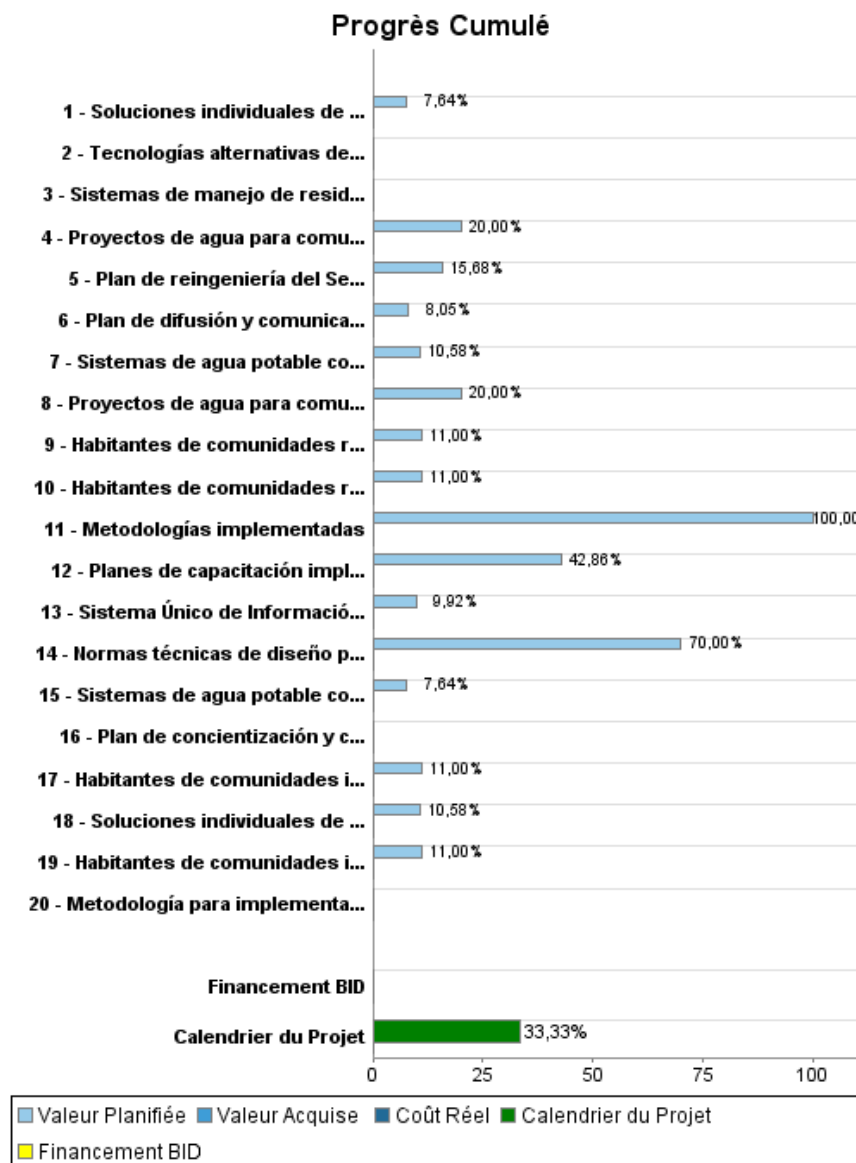 Progrès Cumulé
1 - Soluciones individuales de ... 7,64%
2 - Tecnologías alternativas de...
3 - Sistemas de manejo de resid...
4 - Proyectos de agua para comu... 20,00%
5 - Plan de reingeniería del Se... 15,68%
6 - Plan de difusión y comunica... 8,05%
7 - Sistemas de agua potable co... 10,58%
8 - Proyectos de agua para comu... 20,00%
9 - Habitantes de comunidades r... 11,00%
10 - Habitantes de comunidades r... 11,00%
11 - Metodologías implementadas 100,00
12 - Planes de capacitación impl... 42,86%
13 - Sistema Único de Informació... 9,92%
14 - Normas técnicas de diseño p... 70,00%
15 - Sistemas de agua potable co... 7,64%
16 - Plan de concientización y c...
17 - Habitantes de comunidades i... 11,00%
18 - Soluciones individuales de ... 10,58%
19 - Habitantes de comunidades i... 11,00%
20 - Metodología para implementa...
Financement BID
Calendrier du Projet 33,33%
0 25 50 75 100
Valeur Planifiée Valeur Acquise Coût Réel Calendrier du Projet
Financement BID